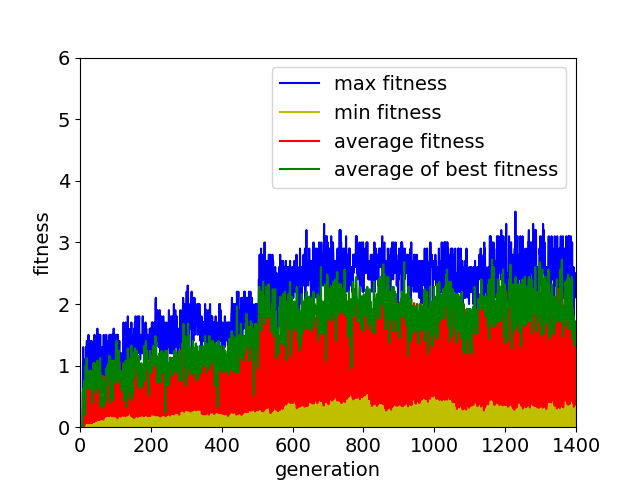 6
5
4
3
2
1
0
fitness
max fitness
min fitness
average fitness
average of best fitness
0 200 400 600 800 1000 1200 1400
generation